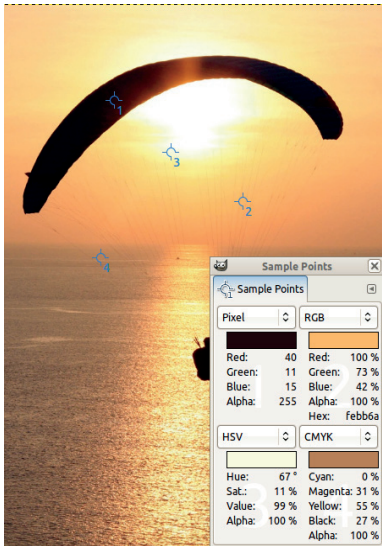 1
3
2
4
Sample Points
Sample Points
Pixel RGB
Red: 40 Red: 100 %
Green: 11 Green: 73 %
Blue: 15 Blue: 42 %
Alpha: 255 Alpha: 100 %
Hex: febb6a
HSV CMYK
Hue: 67 ° Cyan: 0 %
Sat.: 11 % Magenta: 31 %
Value: 99 % Yellow: 55 %
Alpha: 100 % Black: 27 %
Alpha: 100 %